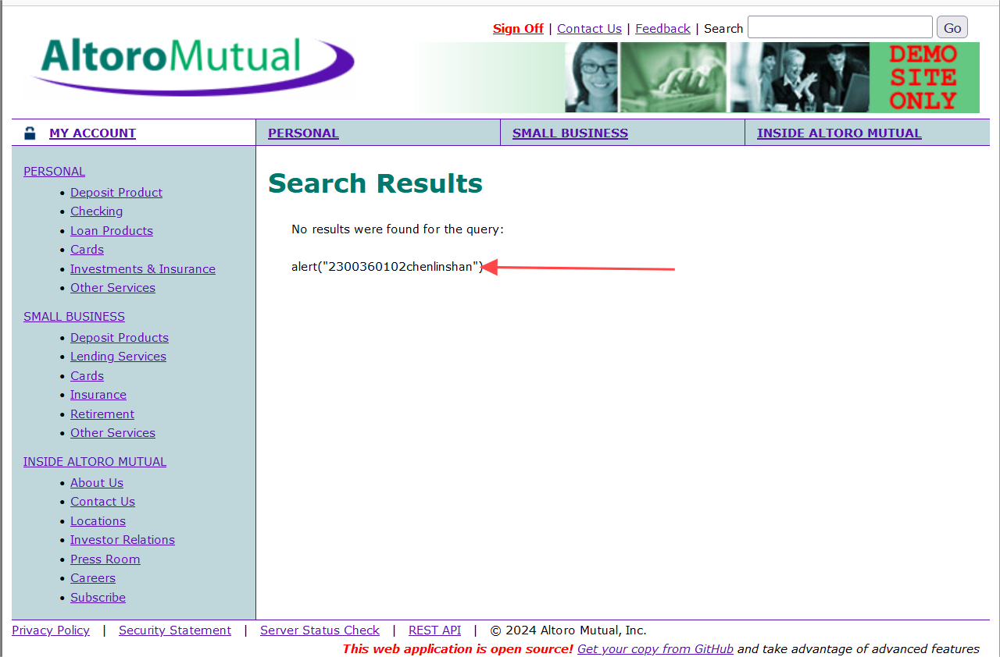 Sign Off | Contact Us | Feedback | Search Go
AltoroMutual
DEMO
SITE
ONLY
MY ACCOUNT
PERSONAL
SMALL BUSINESS
INSIDE ALTORO MUTUAL
PERSONAL
• Deposit Product
• Checking
• Loan Products
• Cards
• Investments & Insurance
• Other Services
SMALL BUSINESS
• Deposit Products
• Lending Services
• Cards
• Insurance
• Retirement
• Other Services
INSIDE ALTORO MUTUAL
• About Us
• Contact Us
• Locations
• Investor Relations
• Press Room
• Careers
• Subscribe
Search Results
No results were found for the query:
alert("2300360102chenlinshan")
Privacy Policy | Security Statement | Server Status Check | REST API | © 2024 Altoro Mutual, Inc.
This web application is open source! Get your copy from GitHub and take advantage of advanced features